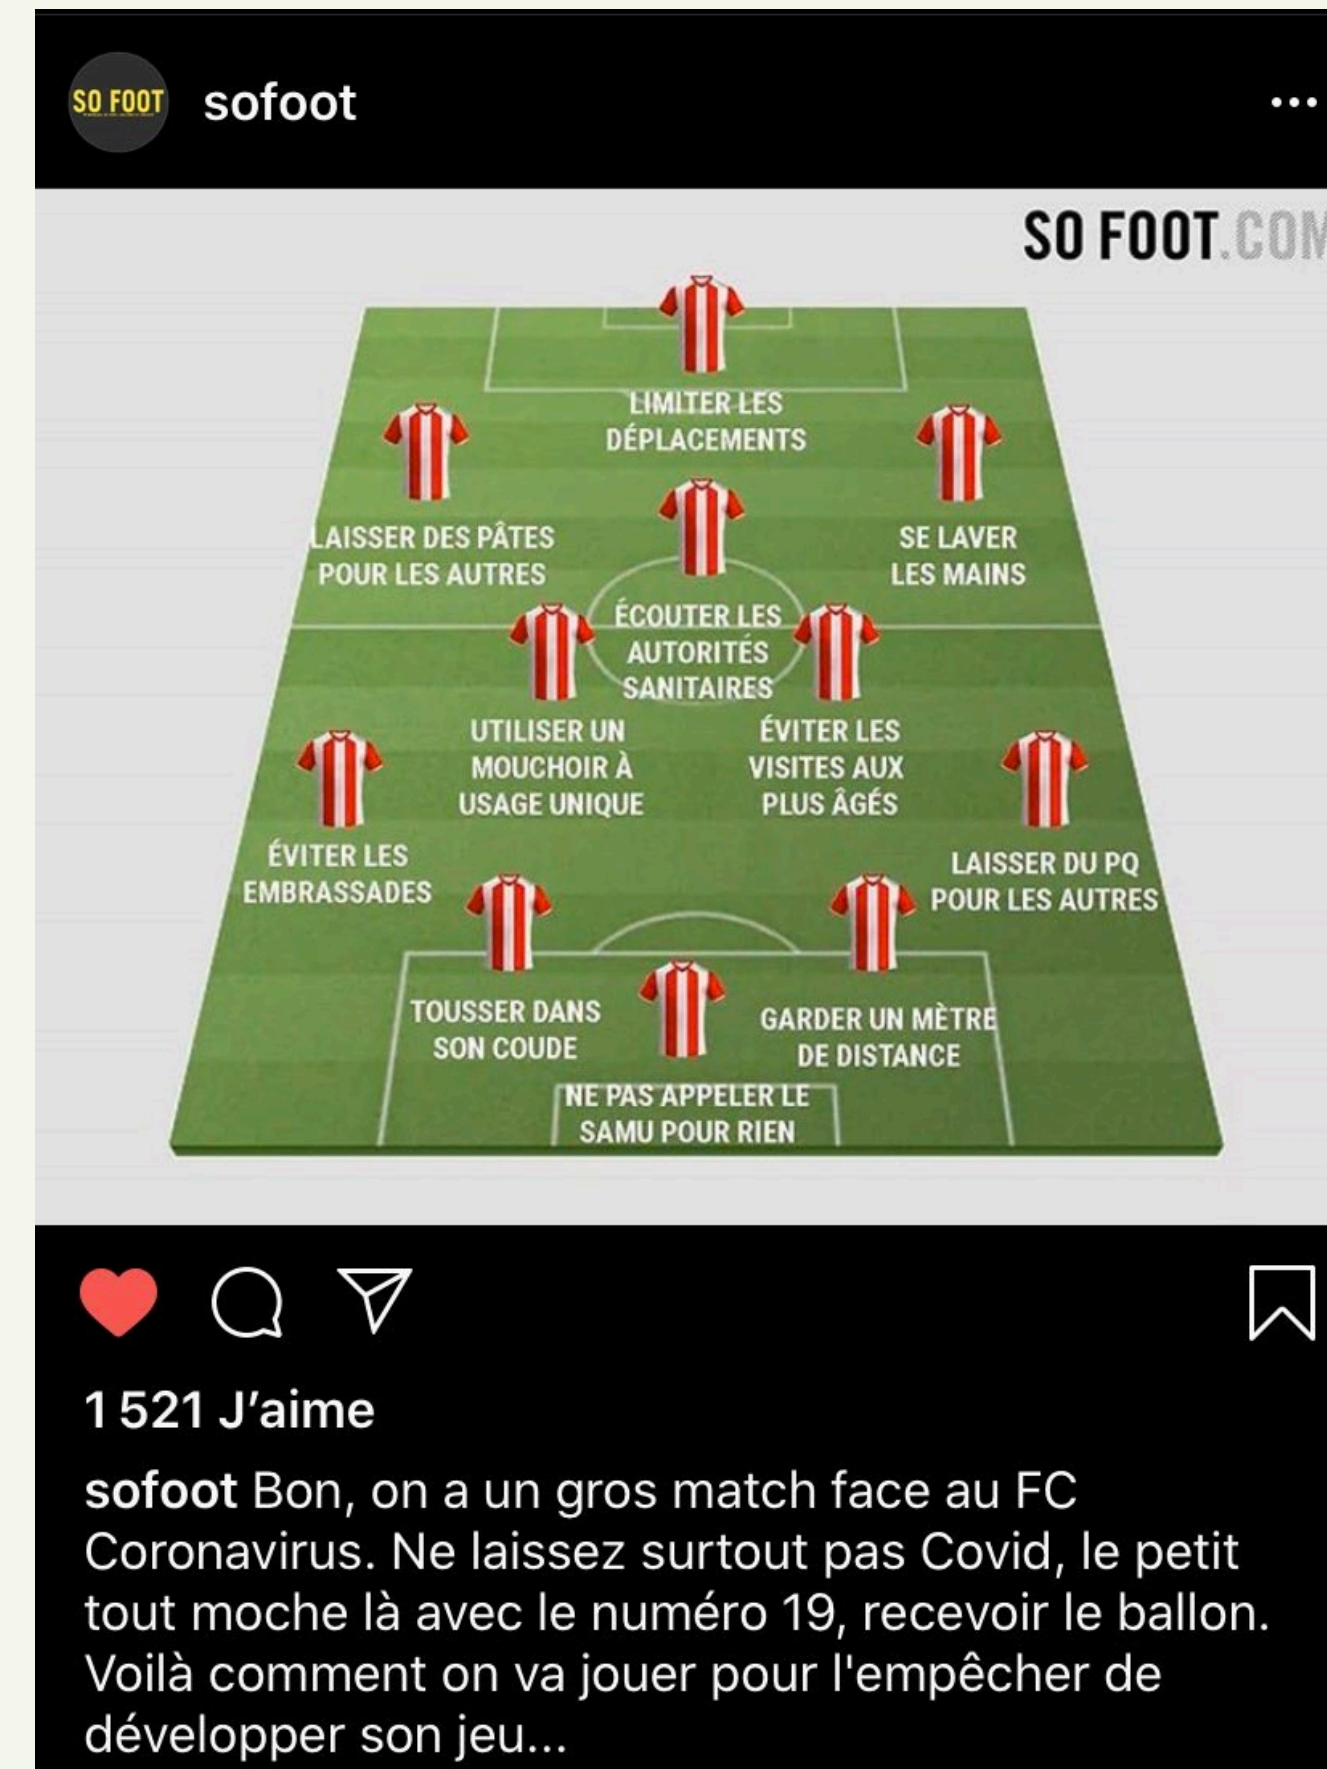 SO FOOT
sofoot
SO FOOT.COM
LIMITER LES
DÉPLACEMENTS
LAISSER DES PÂTES
POUR LES AUTRES
SE LAVER
LES MAINS
ÉCOUTER LES
AUTORITÉS
SANITAIRES
UTILISER UN
MOUCHOIR À
USAGE UNIQUE
ÉVITER LES
VISITES AUX
PLUS ÂGÉS
ÉVITER LES
EMBRASSADES
LAISSER DU PQ
POUR LES AUTRES
TOUSSER DANS
SON COUDE
GARDER UN MÈTRE
DE DISTANCE
NE PAS APPELER LE
SAMU POUR RIEN
1 521 J’aime
sofoot Bon, on a un gros match face au FC
Coronavirus. Ne laissez surtout pas Covid, le petit
tout moche là avec le numéro 19, recevoir le ballon.
Voilà comment on va jouer pour l'empêcher de
développer son jeu...